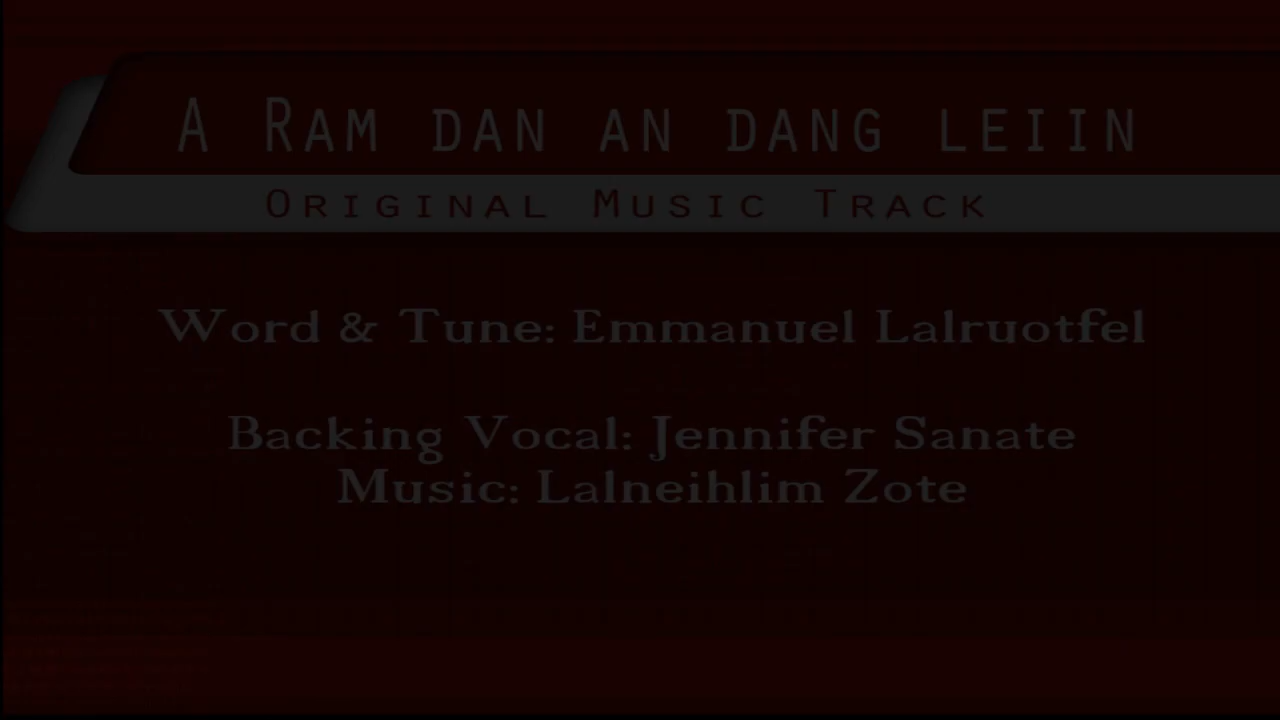 A Ram dan an dang leiin
Original Music Track
Word & Tune: Emmanuel Lalruotfel
Backing Vocal: Jennifer Sanate
Music: Lalneihlim Zote